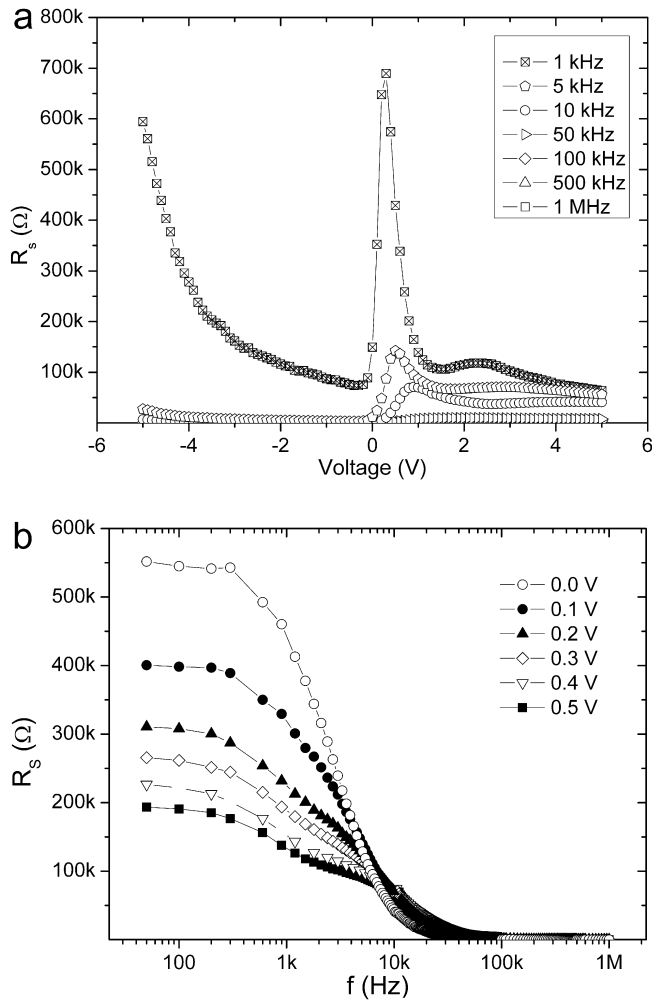 a
800k
700k
600k
500k
400k
300k
200k
100k
Rs (Ω)
-6 -4 -2 0 2 4 6
Voltage (V)
1 kHz
5 kHz
10 kHz
50 kHz
100 kHz
500 kHz
1 MHz
b
600k
500k
400k
300k
200k
100k
RS (Ω)
100 1k 10k 100k 1M
f (Hz)
0.0 V
0.1 V
0.2 V
0.3 V
0.4 V
0.5 V